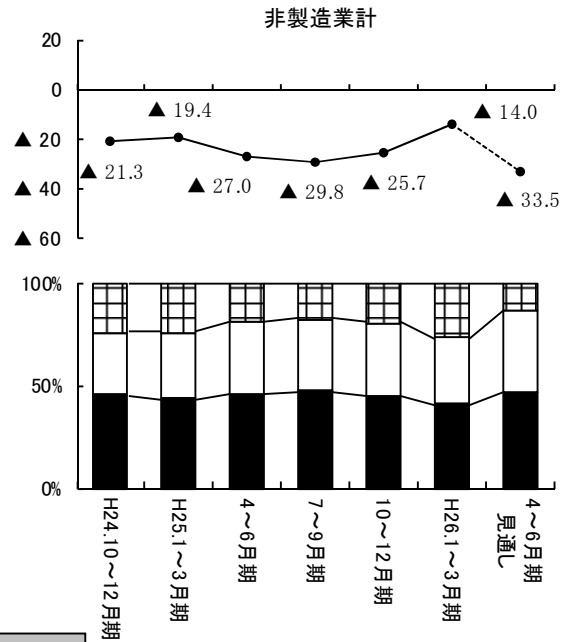 非製造業計
20
0
▲ 20
▲ 40
▲ 60
▲ 21.3
▲ 19.4
▲ 27.0
▲ 29.8
▲ 25.7
▲ 14.0
▲ 33.5
100%
50%
0%
H24.10～12月期
H25.1～3月期
4～6月期
7～9月期
10～12月期
H26.1～3月期
4～6月期
見通し